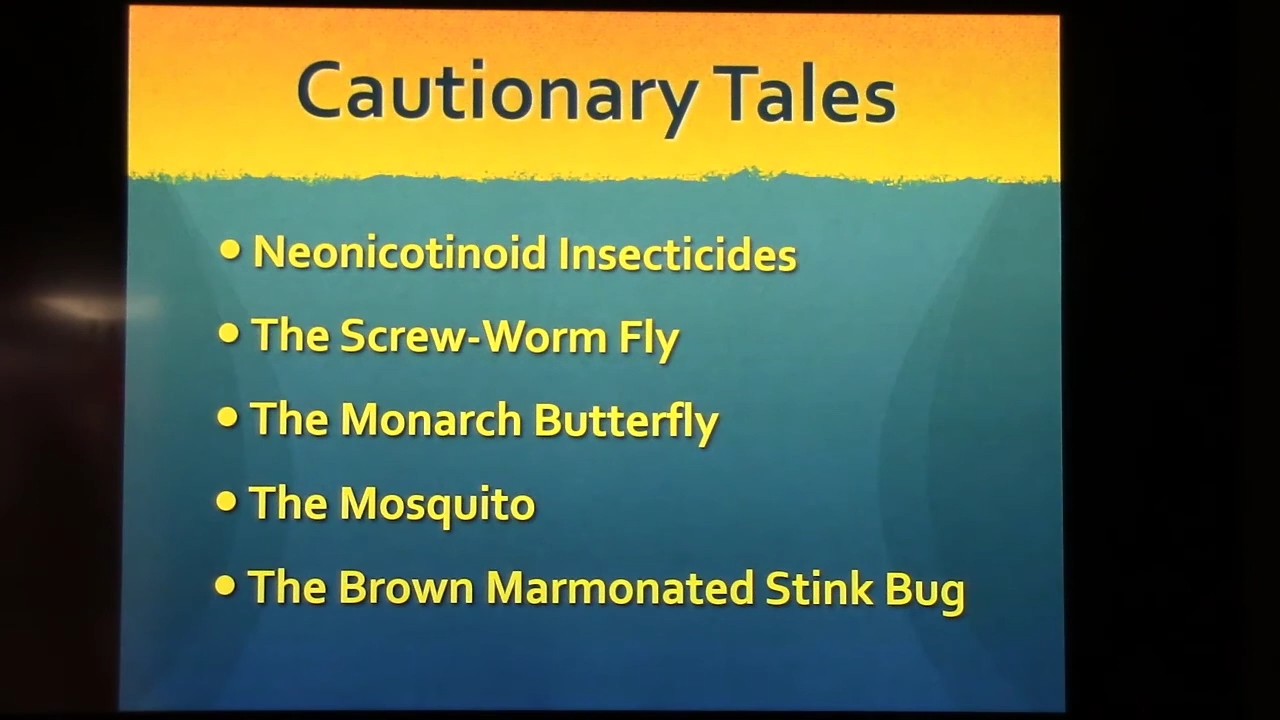 Cautionary Tales
• Neonicotinoid Insecticides
• The Screw-Worm Fly
• The Monarch Butterfly
• The Mosquito
• The Brown Marmonated Stink Bug